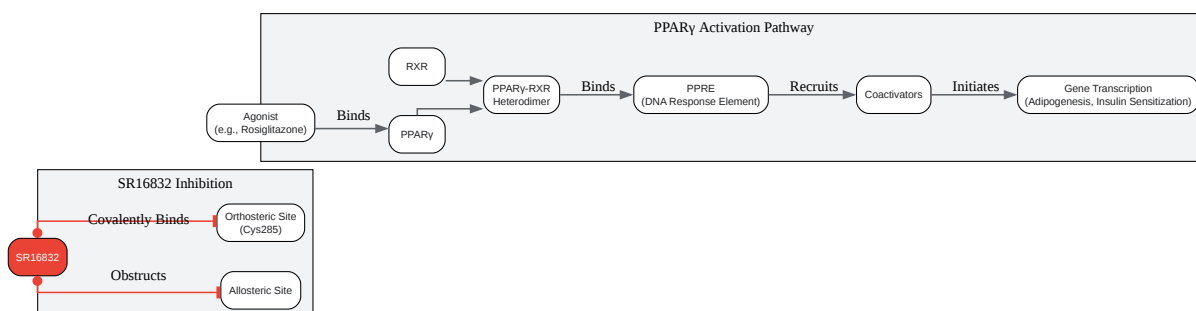 PPARγ Activation Pathway
RXR
Agonist
(e.g., Rosiglitazone)
Binds
PPARγ
PPARγ-RXR
Heterodimer
Binds
PPRE
(DNA Response Element)
Recruits
Coactivators
Initiates
Gene Transcription
(Adipogenesis, Insulin Sensitization)
SR16832 Inhibition
SR16832
Covalently Binds
Orthosteric Site
(Cys285)
Obstructs
Allosteric Site